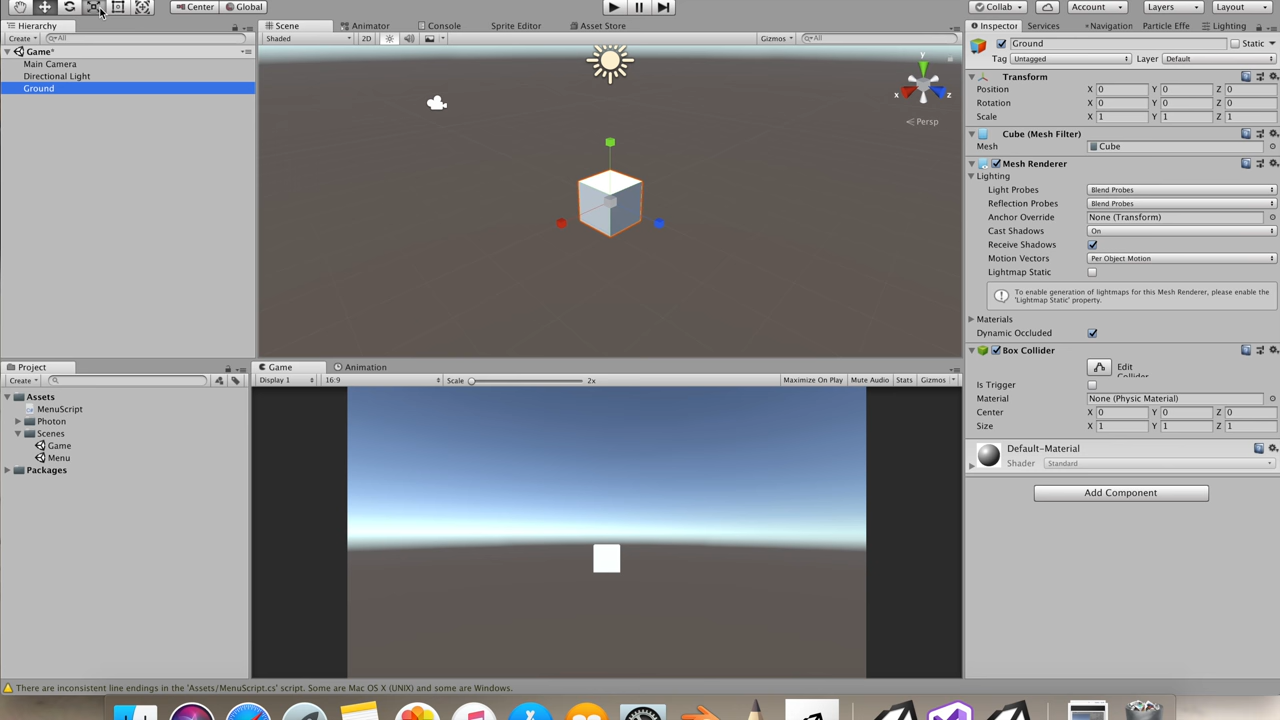 Center Global Collab Account Layers Layout
Hierarchy
Create All
Game*
Main Camera
Directional Light
Ground
Scene Animator Console Sprite Editor Asset Store
Shaded 2D Gizmos All
y
x z
Persp
Inspector Services Navigation Particle Effe Lighting
Ground Static
Tag Untagged Layer Default
Transform
Position X 0 Y 0 Z 0
Rotation X 0 Y 0 Z 0
Scale X 1 Y 1 Z 1
Cube (Mesh Filter)
Mesh Cube
Mesh Renderer
Lighting
Light Probes Blend Probes
Reflection Probes Blend Probes
Anchor Override None (Transform)
Cast Shadows On
Receive Shadows
Motion Vectors Per Object Motion
Lightmap Static
To enable generation of lightmaps for this Mesh Renderer, please enable the
'Lightmap Static' property.
Materials
Dynamic Occluded
Box Collider
Edit
Collider
Is Trigger
Material None (Physic Material)
Center X 0 Y 0 Z 0
Size X 1 Y 1 Z 1
Default-Material
Shader Standard
Add Component
Project
Create
Assets
MenuScript
Photon
Scenes
Game
Menu
Packages
Game Animation
Display 1 16:9 Scale 2x Maximize On Play Mute Audio Stats Gizmos
There are inconsistent line endings in the 'Assets/MenuScript.cs' script. Some are Mac OS X (UNIX) and some are Windows.